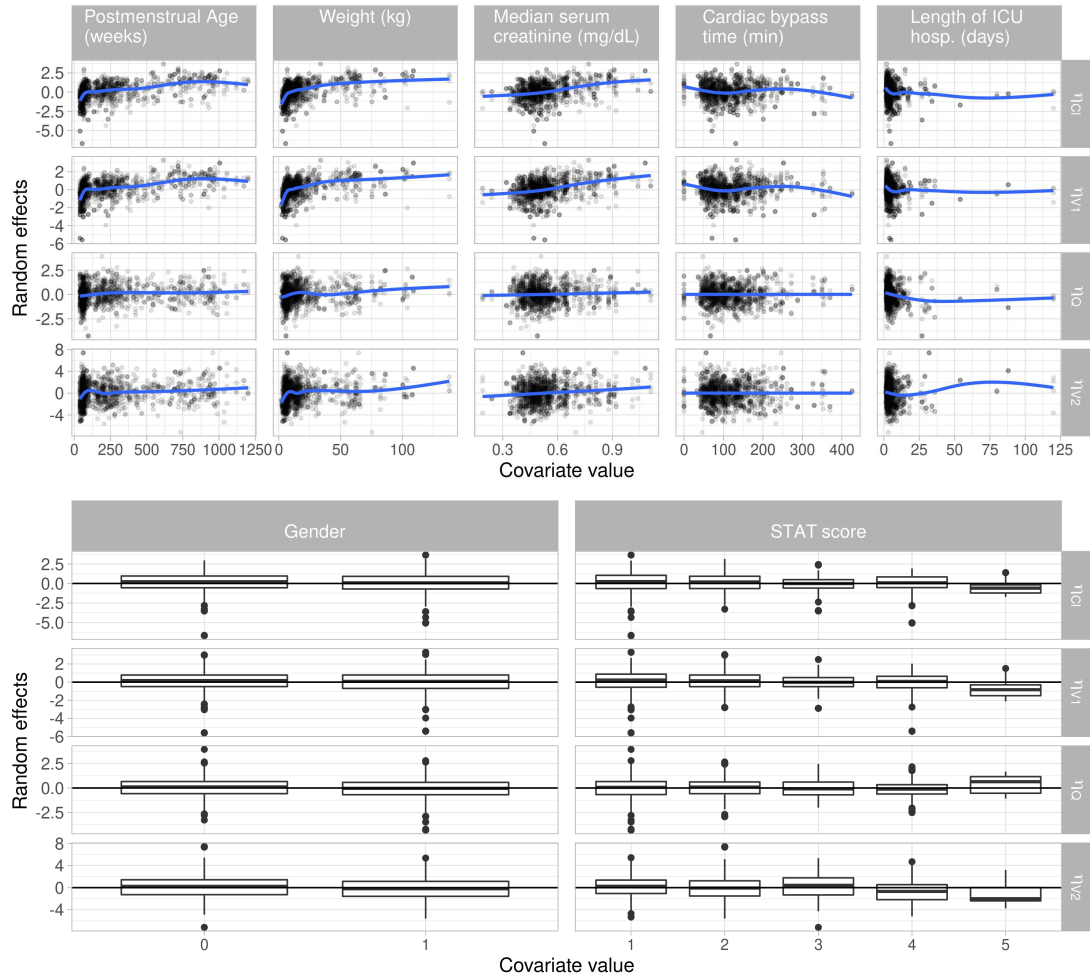 Postmenstrual Age
(weeks)
Weight (kg)
Median serum
creatinine (mg/dL)
Cardiac bypass
time (min)
Length of ICU
hosp. (days)
2.5
0.0
-2.5
-5.0
ηCl
2
0
-2
-4
-6
ηV1
2.5
0.0
-2.5
ηQ
8
4
0
-4
ηV2
Random effects
0 250 500 750 1000 1250
0 50 100
0.3 0.6 0.9
0 100 200 300 400
0 25 50 75 100 125
Covariate value
Gender
STAT score
2.5
0.0
-2.5
-5.0
ηCl
2
0
-2
-4
-6
ηV1
2.5
0.0
-2.5
ηQ
8
4
0
-4
ηV2
Random effects
0 1
1 2 3 4 5
Covariate value